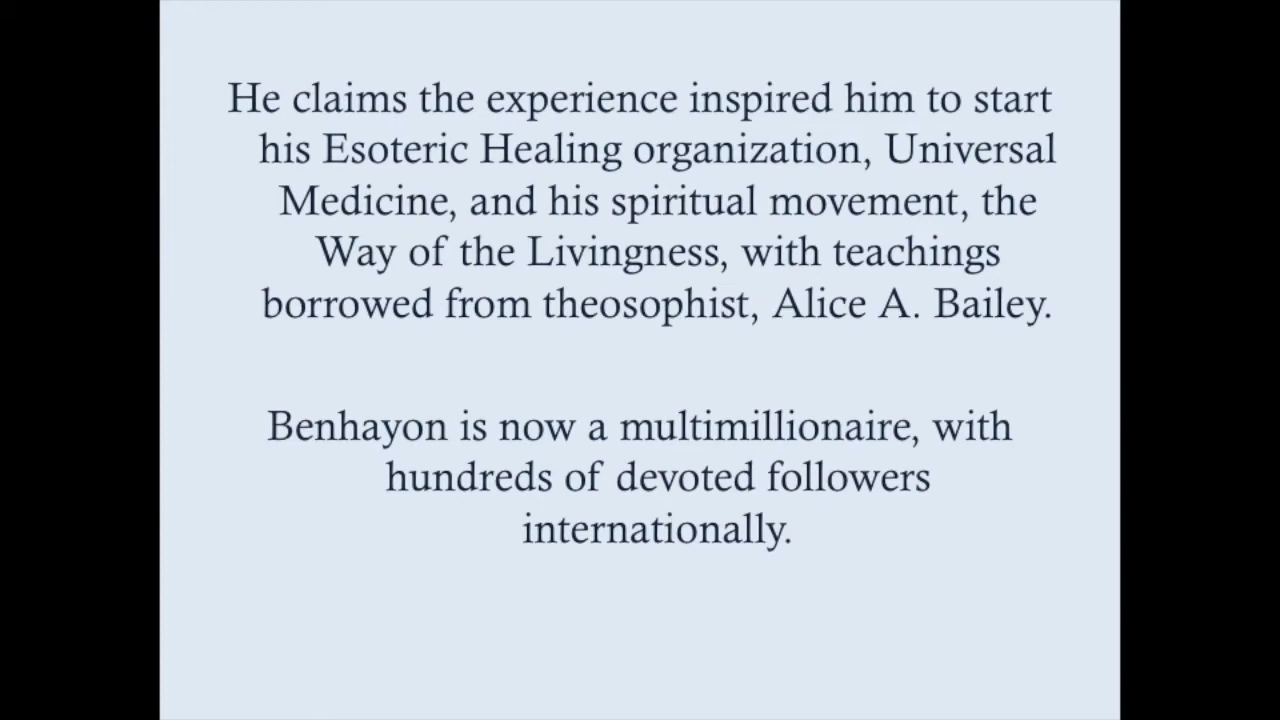 He claims the experience inspired him to start
his Esoteric Healing organization, Universal
Medicine, and his spiritual movement, the
Way of the Livingness, with teachings
borrowed from theosophist, Alice A. Bailey.
Benhayon is now a multimillionaire, with
hundreds of devoted followers
internationally.